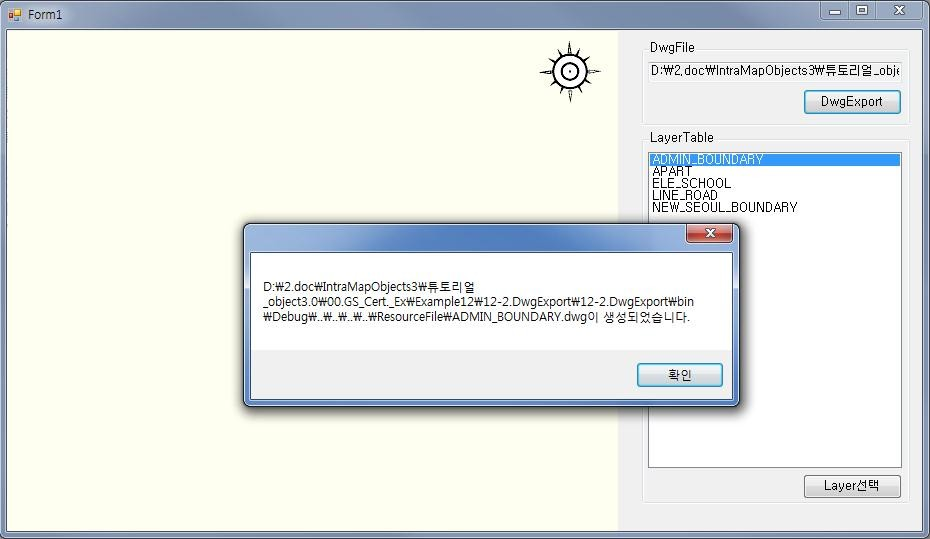 Form1
DwgFile
D:₩2.doc₩IntraMapObjects3₩튜토리얼_obje
DwgExport
LayerTable
ADMIN_BOUNDARY
APART
ELE_SCHOOL
LINE_ROAD
NEW_SEOUL_BOUNDARY
D:₩2.doc₩IntraMapObjects3₩튜토리얼
_object3.0₩00.GS_Cert._Ex₩Example12₩12-2.DwgExport₩12-2.DwgExport₩bin
₩Debug₩..₩..₩..₩..₩ResourceFile₩ADMIN_BOUNDARY.dwg이 생성되었습니다.
확인
Layer선택